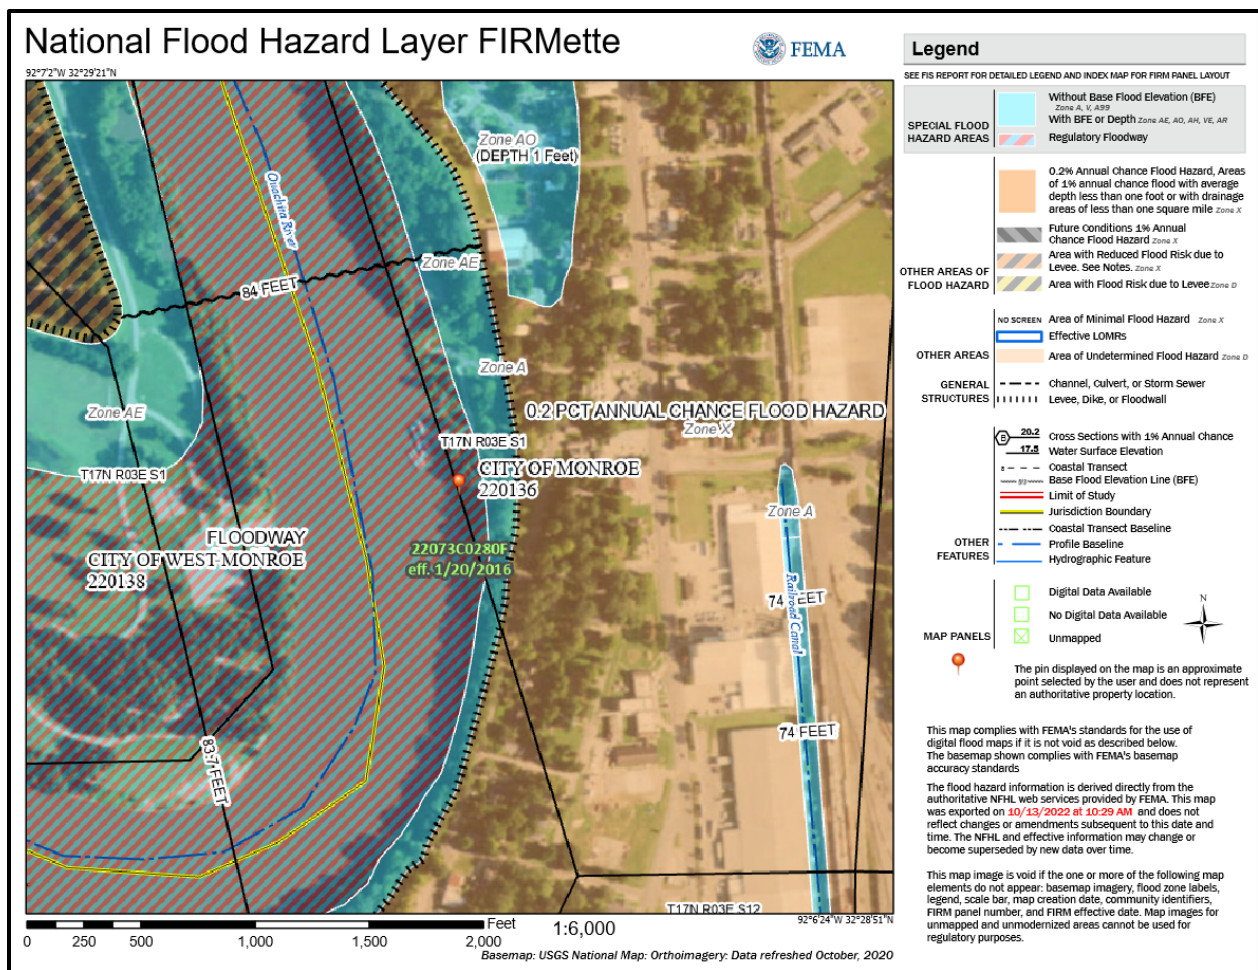 National Flood Hazard Layer FIRMette
FEMA
92°7'2"W 32°29'21"N
Zone AO
(DEPTH 1 Feet)
Ouachita River
Zone AE
84 FEET
Zone A
Zone AE
0.2 PCT ANNUAL CHANCE FLOOD HAZARD
Zone X
T17N R03E S1
T17N R03E S1
CITY OF MONROE
220136
Zone A
FLOODWAY
CITY OF WEST MONROE
220138
22073C0280F
eff. 1/20/2016
74 FEET
Railroad Canal
74 FEET
83.7 FEET
T17N R03E S12
92°6'24"W 32°28'51"N
Feet
0 250 500 1,000 1,500 2,000
1:6,000
Basemap: USGS National Map: Orthoimagery: Data refreshed October, 2020
Legend
SEE FIS REPORT FOR DETAILED LEGEND AND INDEX MAP FOR FIRM PANEL LAYOUT
SPECIAL FLOOD
HAZARD AREAS
Without Base Flood Elevation (BFE)
Zone A, V, A99
With BFE or Depth Zone AE, AO, AH, VE, AR
Regulatory Floodway
0.2% Annual Chance Flood Hazard, Areas
of 1% annual chance flood with average
depth less than one foot or with drainage
areas of less than one square mile Zone X
Future Conditions 1% Annual
Chance Flood Hazard Zone X
Area with Reduced Flood Risk due to
Levee. See Notes. Zone X
Area with Flood Risk due to Levee Zone D
OTHER AREAS OF
FLOOD HAZARD
NO SCREEN Area of Minimal Flood Hazard Zone X
Effective LOMRs
OTHER AREAS
Area of Undetermined Flood Hazard Zone D
GENERAL
STRUCTURES
Channel, Culvert, or Storm Sewer
Levee, Dike, or Floodwall
B 20.2 Cross Sections with 1% Annual Chance
17.5 Water Surface Elevation
8 Coastal Transect
513 Base Flood Elevation Line (BFE)
Limit of Study
Jurisdiction Boundary
Coastal Transect Baseline
OTHER
FEATURES
Profile Baseline
Hydrographic Feature
Digital Data Available
No Digital Data Available
MAP PANELS
Unmapped
N
The pin displayed on the map is an approximate
point selected by the user and does not represent
an authoritative property location.
This map complies with FEMA's standards for the use of
digital flood maps if it is not void as described below.
The basemap shown complies with FEMA's basemap
accuracy standards
The flood hazard information is derived directly from the
authoritative NFHL web services provided by FEMA. This map
was exported on 10/13/2022 at 10:29 AM and does not
reflect changes or amendments subsequent to this date and
time. The NFHL and effective information may change or
become superseded by new data over time.
This map image is void if the one or more of the following map
elements do not appear: basemap imagery, flood zone labels,
legend, scale bar, map creation date, community identifiers,
FIRM panel number, and FIRM effective date. Map images for
unmapped and unmodernized areas cannot be used for
regulatory purposes.